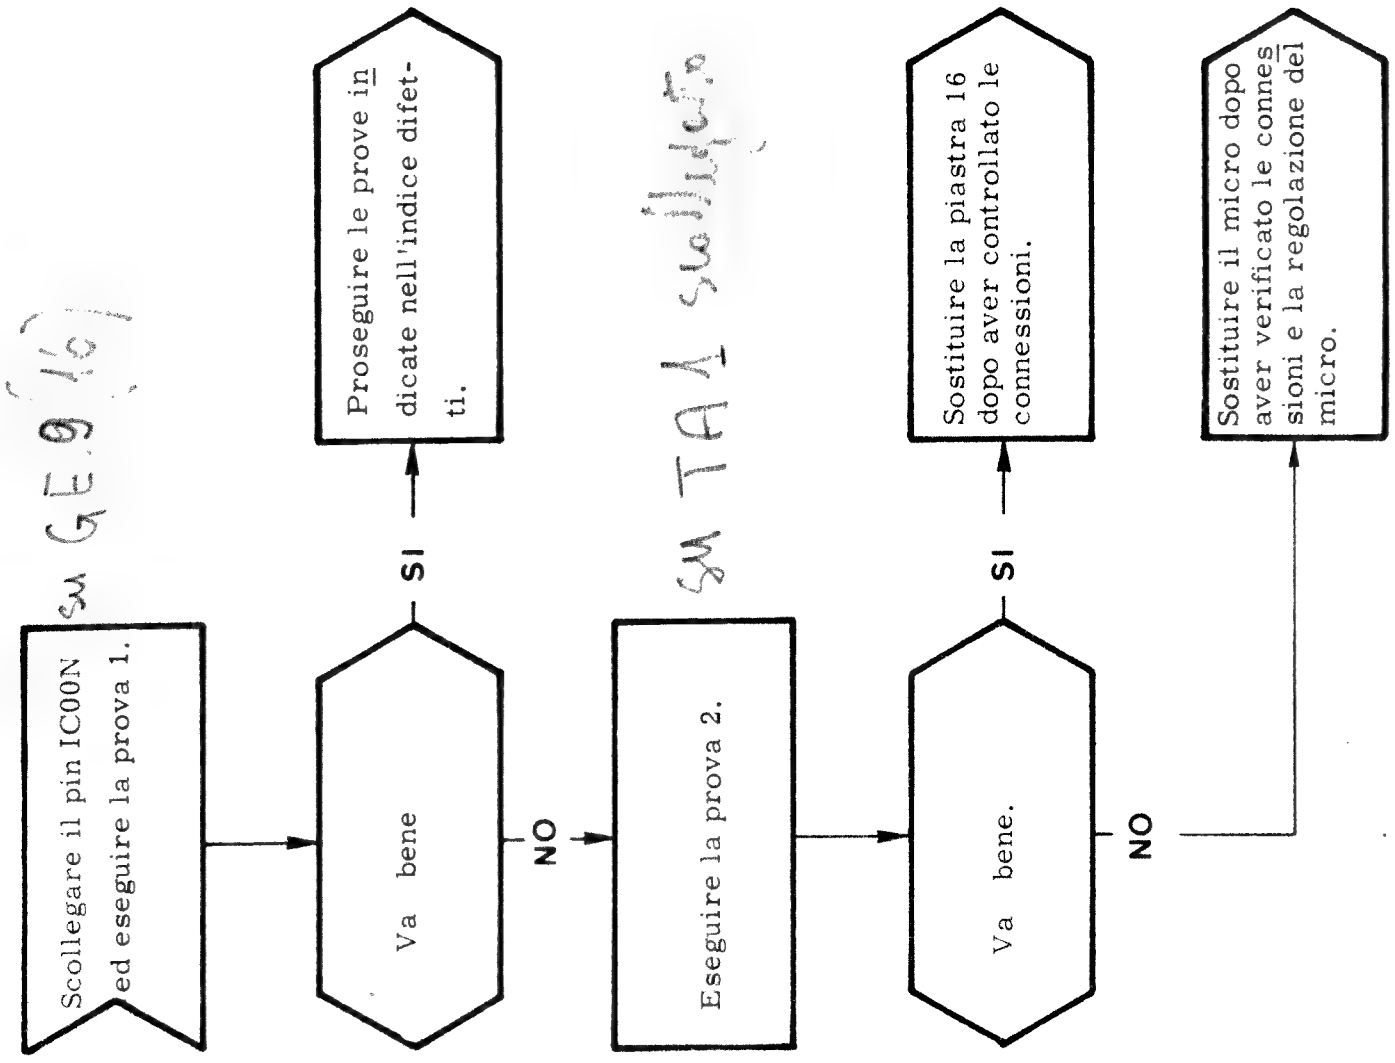 Scollegare il pin IC00N
ed eseguire la prova 1.
su GE.9 (1'0)
Va bene
SI
Proseguire le prove in
dicate nell'indice difet-
ti.
NO
Eseguire la prova 2.
su TA1
Va bene.
SI
Sostituire la piastra 16
dopo aver controllato le
connessioni.
NO
Sostituire il micro dopo
aver verificato le connes
sioni e la regolazione del
micro.